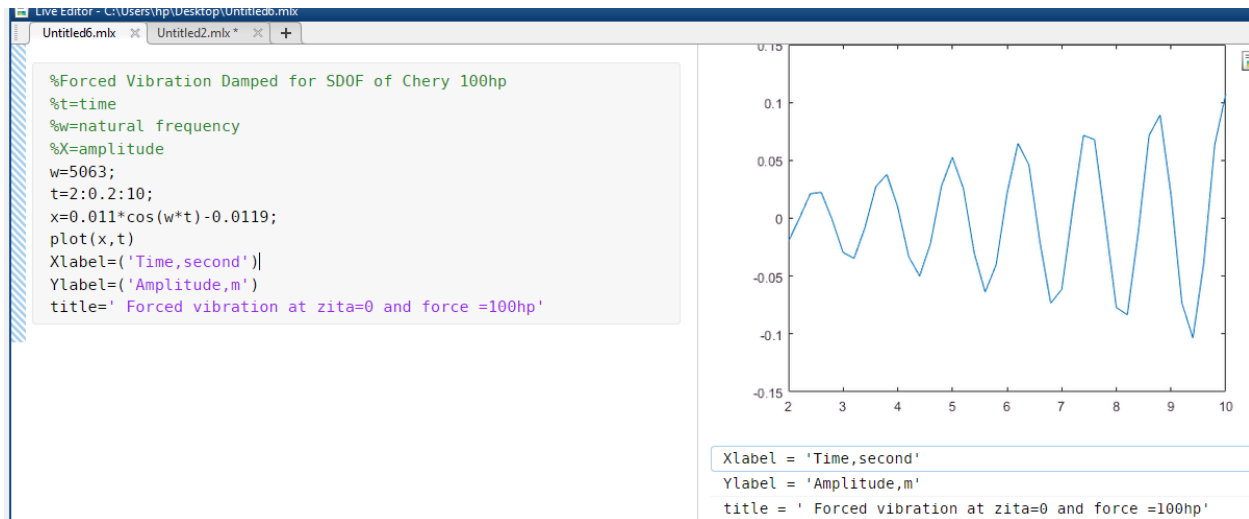 Live Editor - C:\Users\hp\Desktop\Untitled6.mlx
Untitled6.mlx × Untitled2.mlx * × +
%Forced Vibration Damped for SDOF of Chery 100hp
%t=time
%w=natural frequency
%X=amplitude
w=5063;
t=2:0.2:10;
x=0.011*cos(w*t)-0.0119;
plot(x,t)
Xlabel=('Time,second')
Ylabel=('Amplitude,m')
title=' Forced vibration at zita=0 and force =100hp'
0.15
0.1
0.05
0
-0.05
-0.1
-0.15
2 3 4 5 6 7 8 9 10
Xlabel = 'Time,second'
Ylabel = 'Amplitude,m'
title = ' Forced vibration at zita=0 and force =100hp'